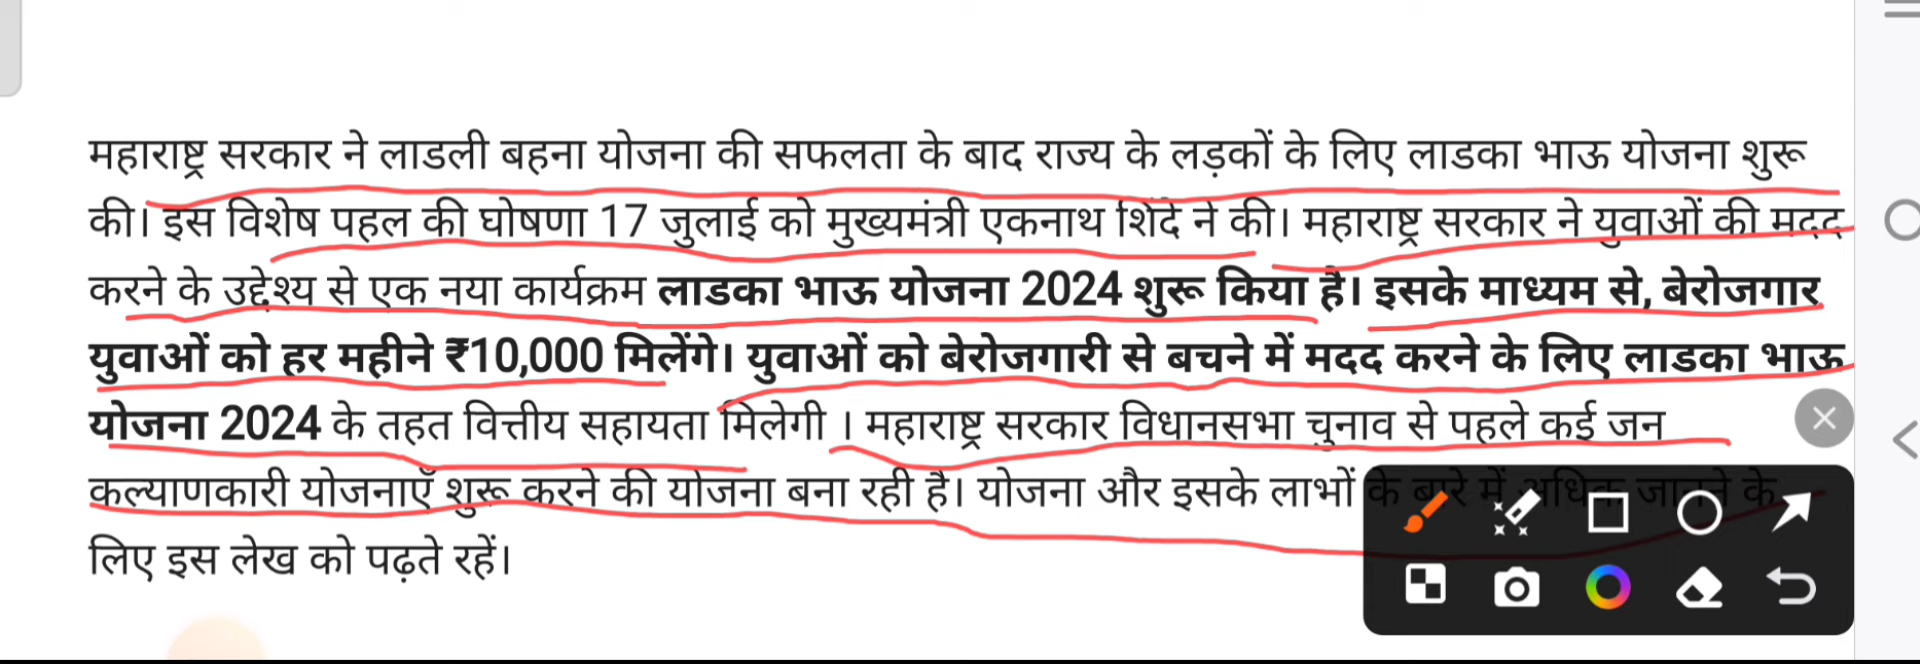 महाराष्ट्र सरकार ने लाडली बहना योजना की सफलता के बाद राज्य के लड़कों के लिए लाडका भाऊ योजना शुरू
की। इस विशेष पहल की घोषणा 17 जुलाई को मुख्यमंत्री एकनाथ शिंदे ने की। महाराष्ट्र सरकार ने युवाओं की मदद
करने के उद्देश्य से एक नया कार्यक्रम लाडका भाऊ योजना 2024 शुरू किया है। इसके माध्यम से, बेरोजगार
युवाओं को हर महीने ₹10,000 मिलेंगे। युवाओं को बेरोजगारी से बचने में मदद करने के लिए लाडका भाऊ
योजना 2024 के तहत वित्तीय सहायता मिलेगी । महाराष्ट्र सरकार विधानसभा चुनाव से पहले कई जन
कल्याणकारी योजनाएँ शुरू करने की योजना बना रही है। योजना और इसके लाभों के बारे में अधिक जानने के
लिए इस लेख को पढ़ते रहें।